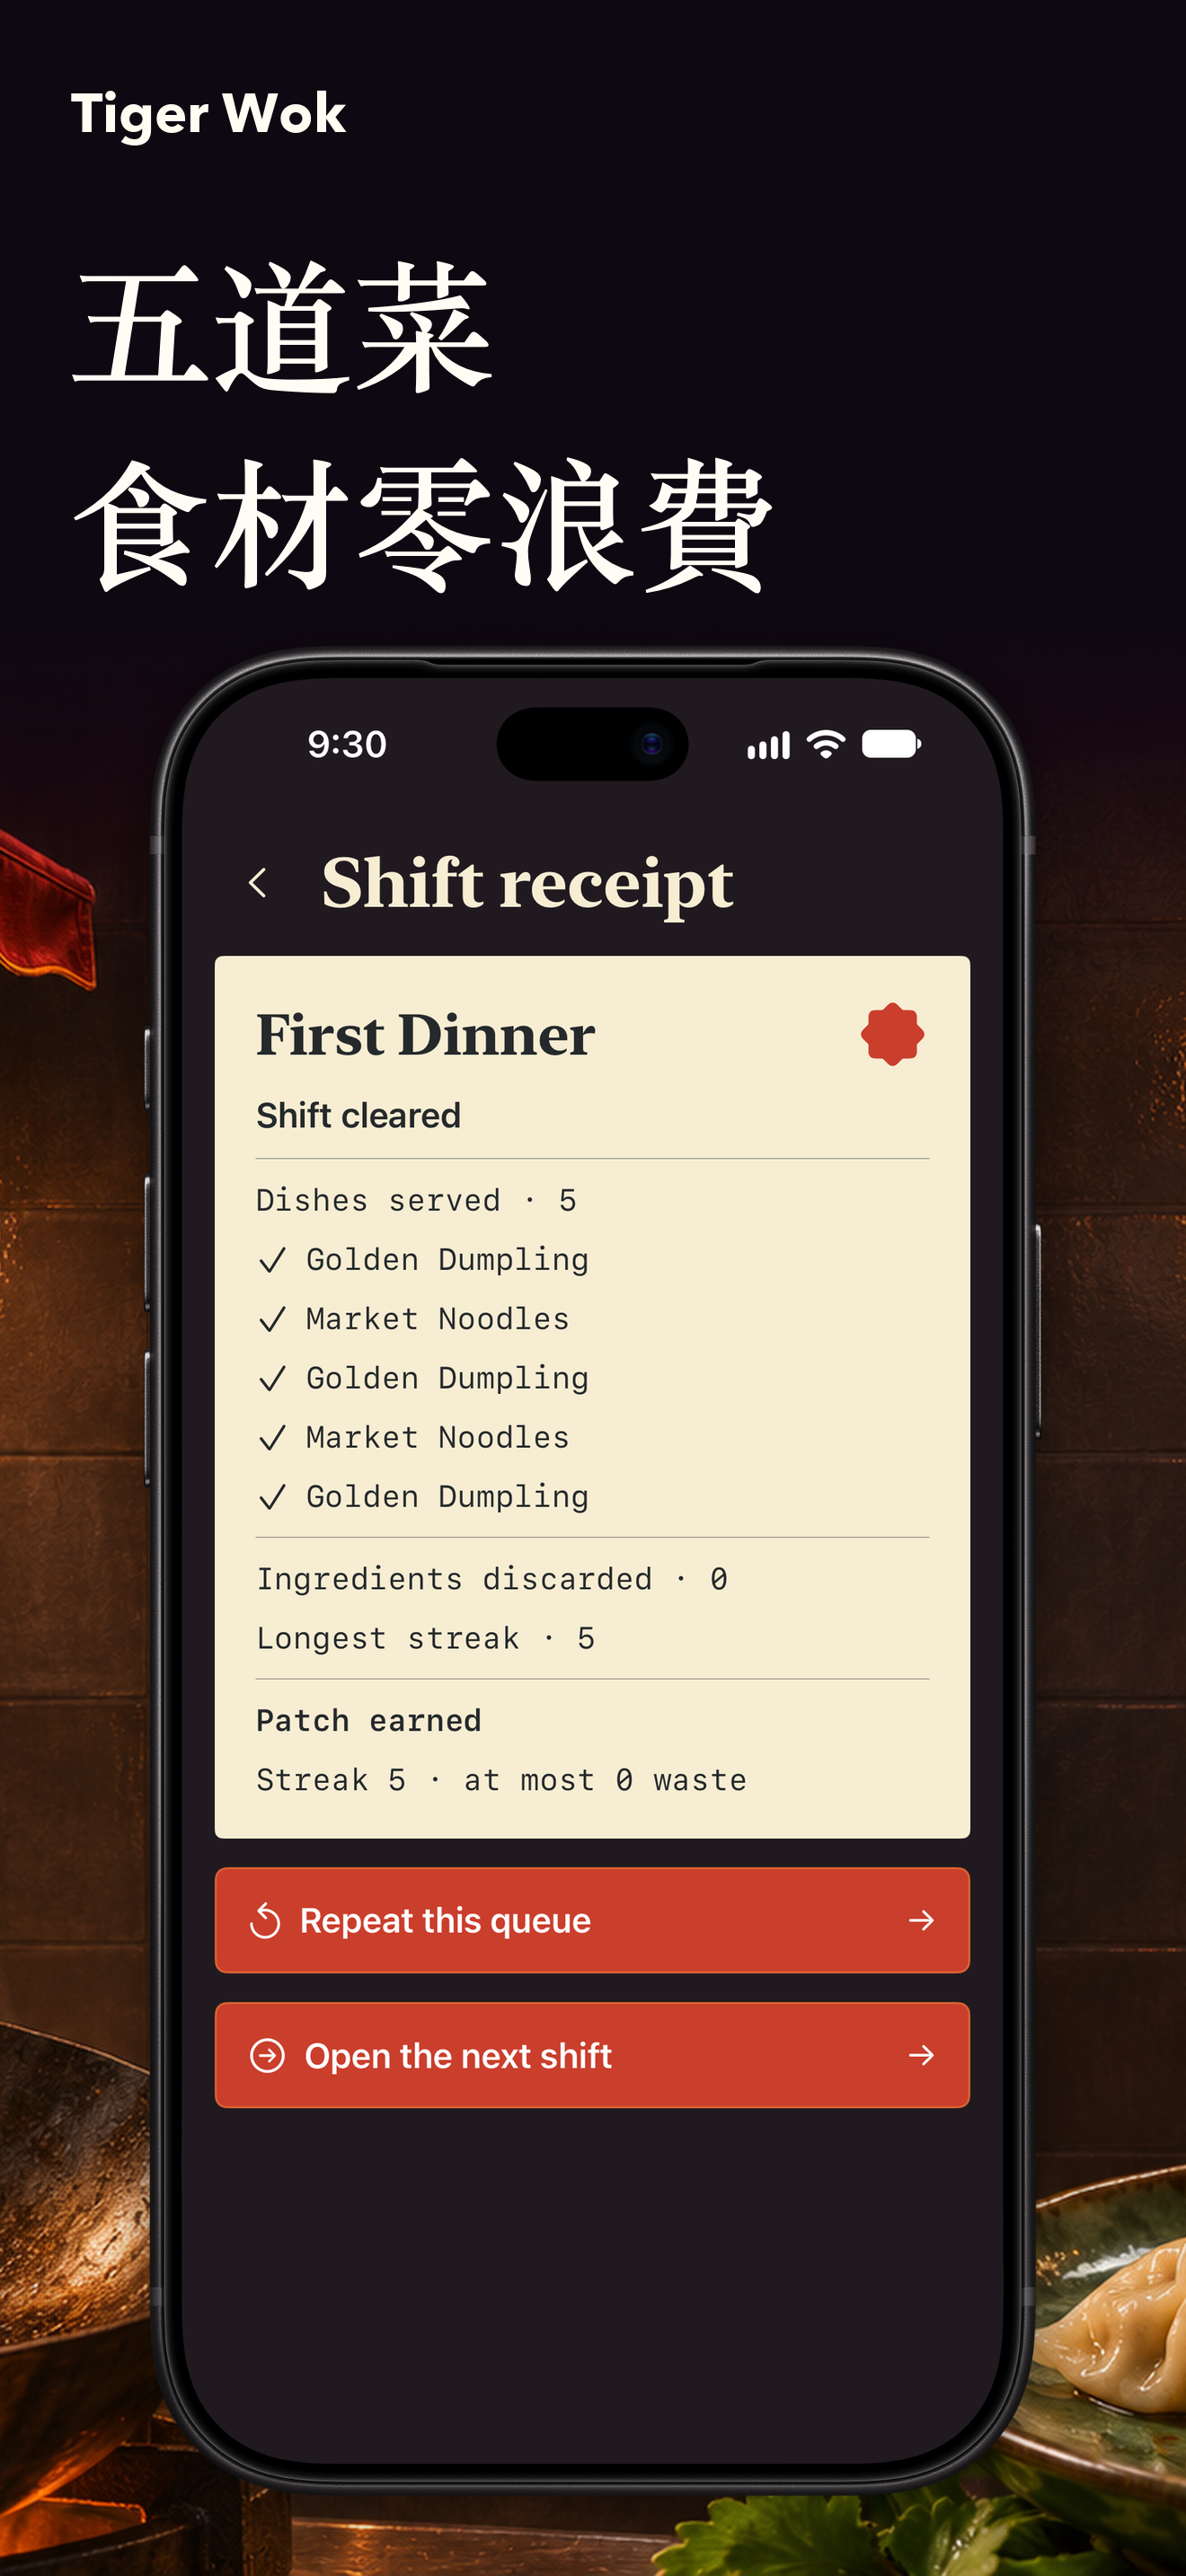 Tiger Wok
五道菜
食材零浪費
9:30
Shift receipt
First Dinner
Shift cleared
Dishes served · 5
✓ Golden Dumpling
✓ Market Noodles
✓ Golden Dumpling
✓ Market Noodles
✓ Golden Dumpling
Ingredients discarded · 0
Longest streak · 5
Patch earned
Streak 5 · at most 0 waste
Repeat this queue
Open the next shift